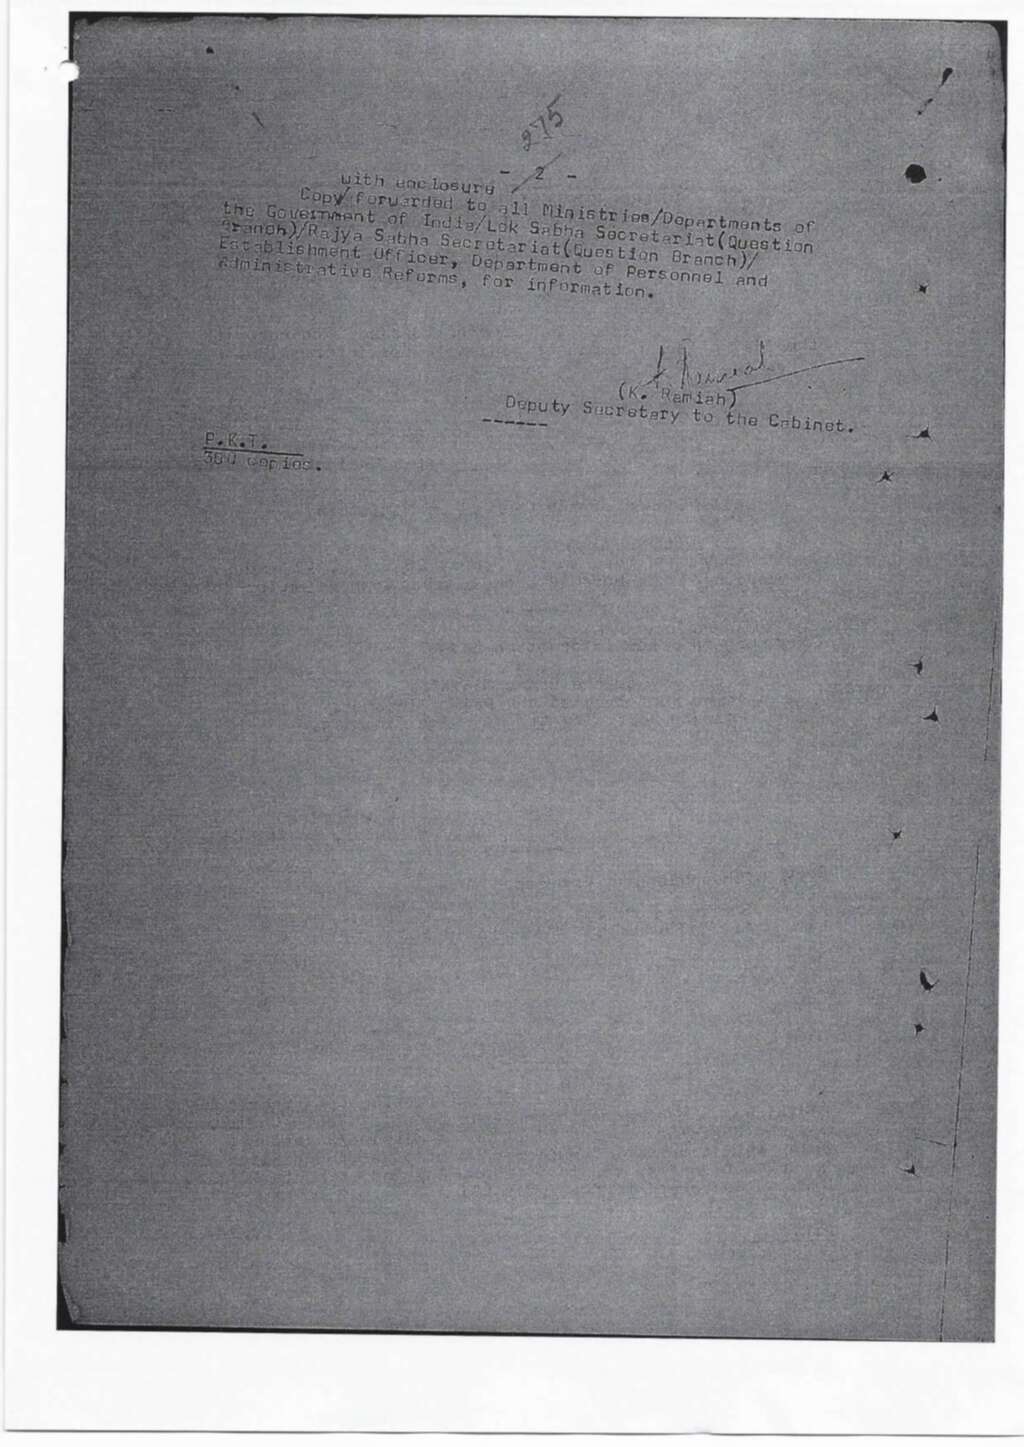 275
- 2 -
with enclosure
Copy/forwarded to all Ministries/Departments of
the Government of India/Lok Sabha Secretariat(Question
Branch)/Rajya Sabha Secretariat(Question Branch)/
Establishment Officer, Department of Personnel and
Administrative Reforms, for information.
(K. Ramiah)
Deputy Secretary to the Cabinet.
------
P.K.T.
380 copies.